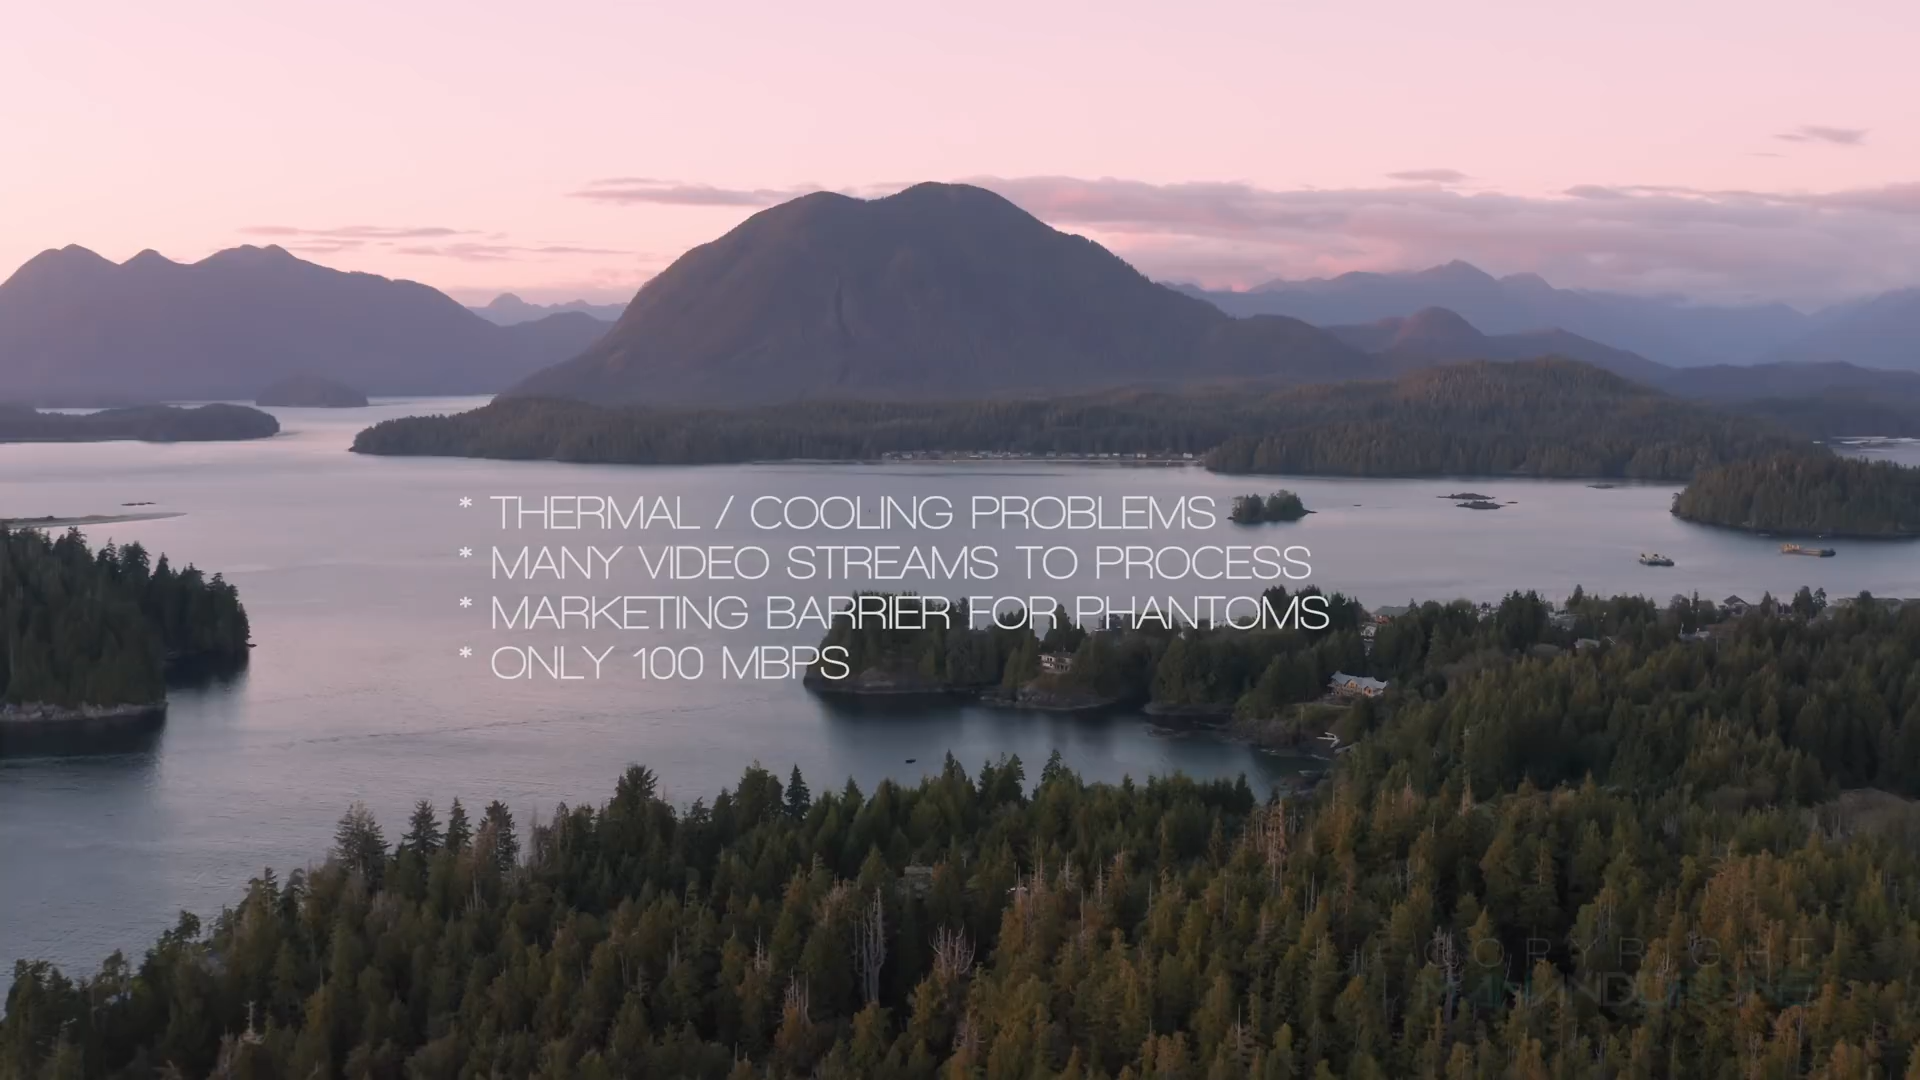 * THERMAL / COOLING PROBLEMS
* MANY VIDEO STREAMS TO PROCESS
* MARKETING BARRIER FOR PHANTOMS
* ONLY 100 MBPS
COPYRIGHT